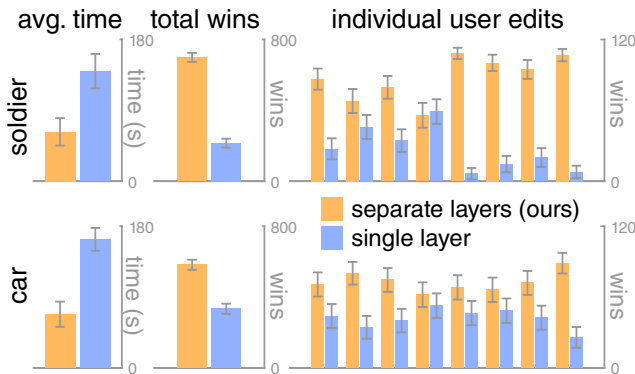 avg. time total wins individual user edits
soldier
180
time (s)
0
800
wins
0
120
wins
0
separate layers (ours)
single layer
car
180
time (s)
0
800
wins
0
120
wins
0